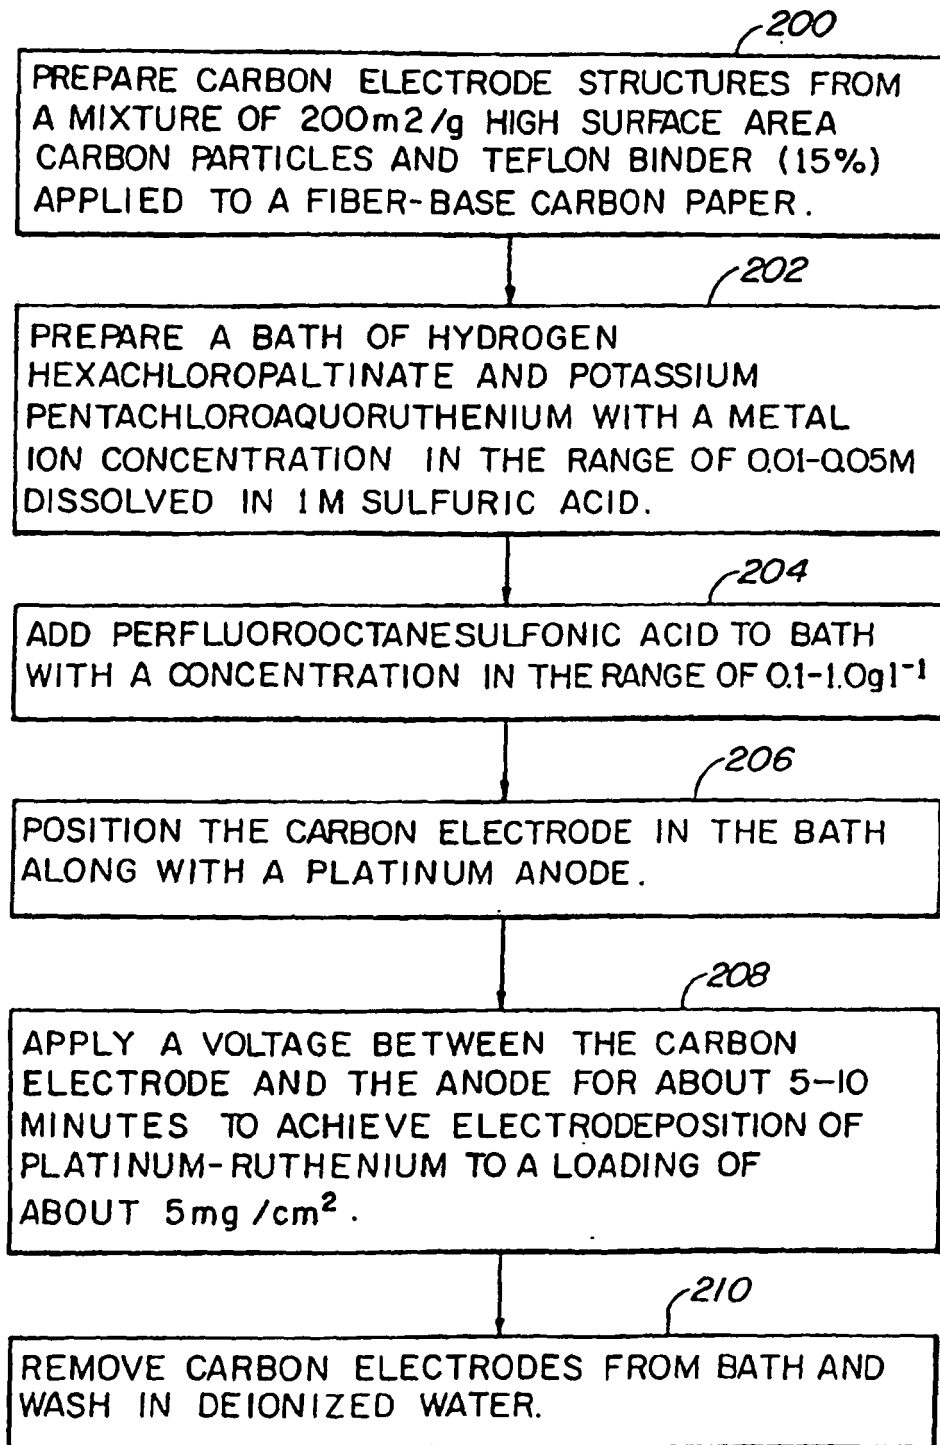 200
PREPARE CARBON ELECTRODE STRUCTURES FROM
A MIXTURE OF 200m2/g HIGH SURFACE AREA
CARBON PARTICLES AND TEFLON BINDER (15%)
APPLIED TO A FIBER-BASE CARBON PAPER.
202
PREPARE A BATH OF HYDROGEN
HEXACHLOROPALTINATE AND POTASSIUM
PENTACHLOROAQUORUTHENIUM WITH A METAL
ION CONCENTRATION IN THE RANGE OF 0.01-0.05M
DISSOLVED IN 1M SULFURIC ACID.
204
ADD PERFLUOROOCTANESULFONIC ACID TO BATH
WITH A CONCENTRATION IN THE RANGE OF 0.1-1.0gl⁻¹
206
POSITION THE CARBON ELECTRODE IN THE BATH
ALONG WITH A PLATINUM ANODE.
208
APPLY A VOLTAGE BETWEEN THE CARBON
ELECTRODE AND THE ANODE FOR ABOUT 5-10
MINUTES TO ACHIEVE ELECTRODEPOSITION OF
PLATINUM-RUTHENIUM TO A LOADING OF
ABOUT 5mg/cm².
210
REMOVE CARBON ELECTRODES FROM BATH AND
WASH IN DEIONIZED WATER.